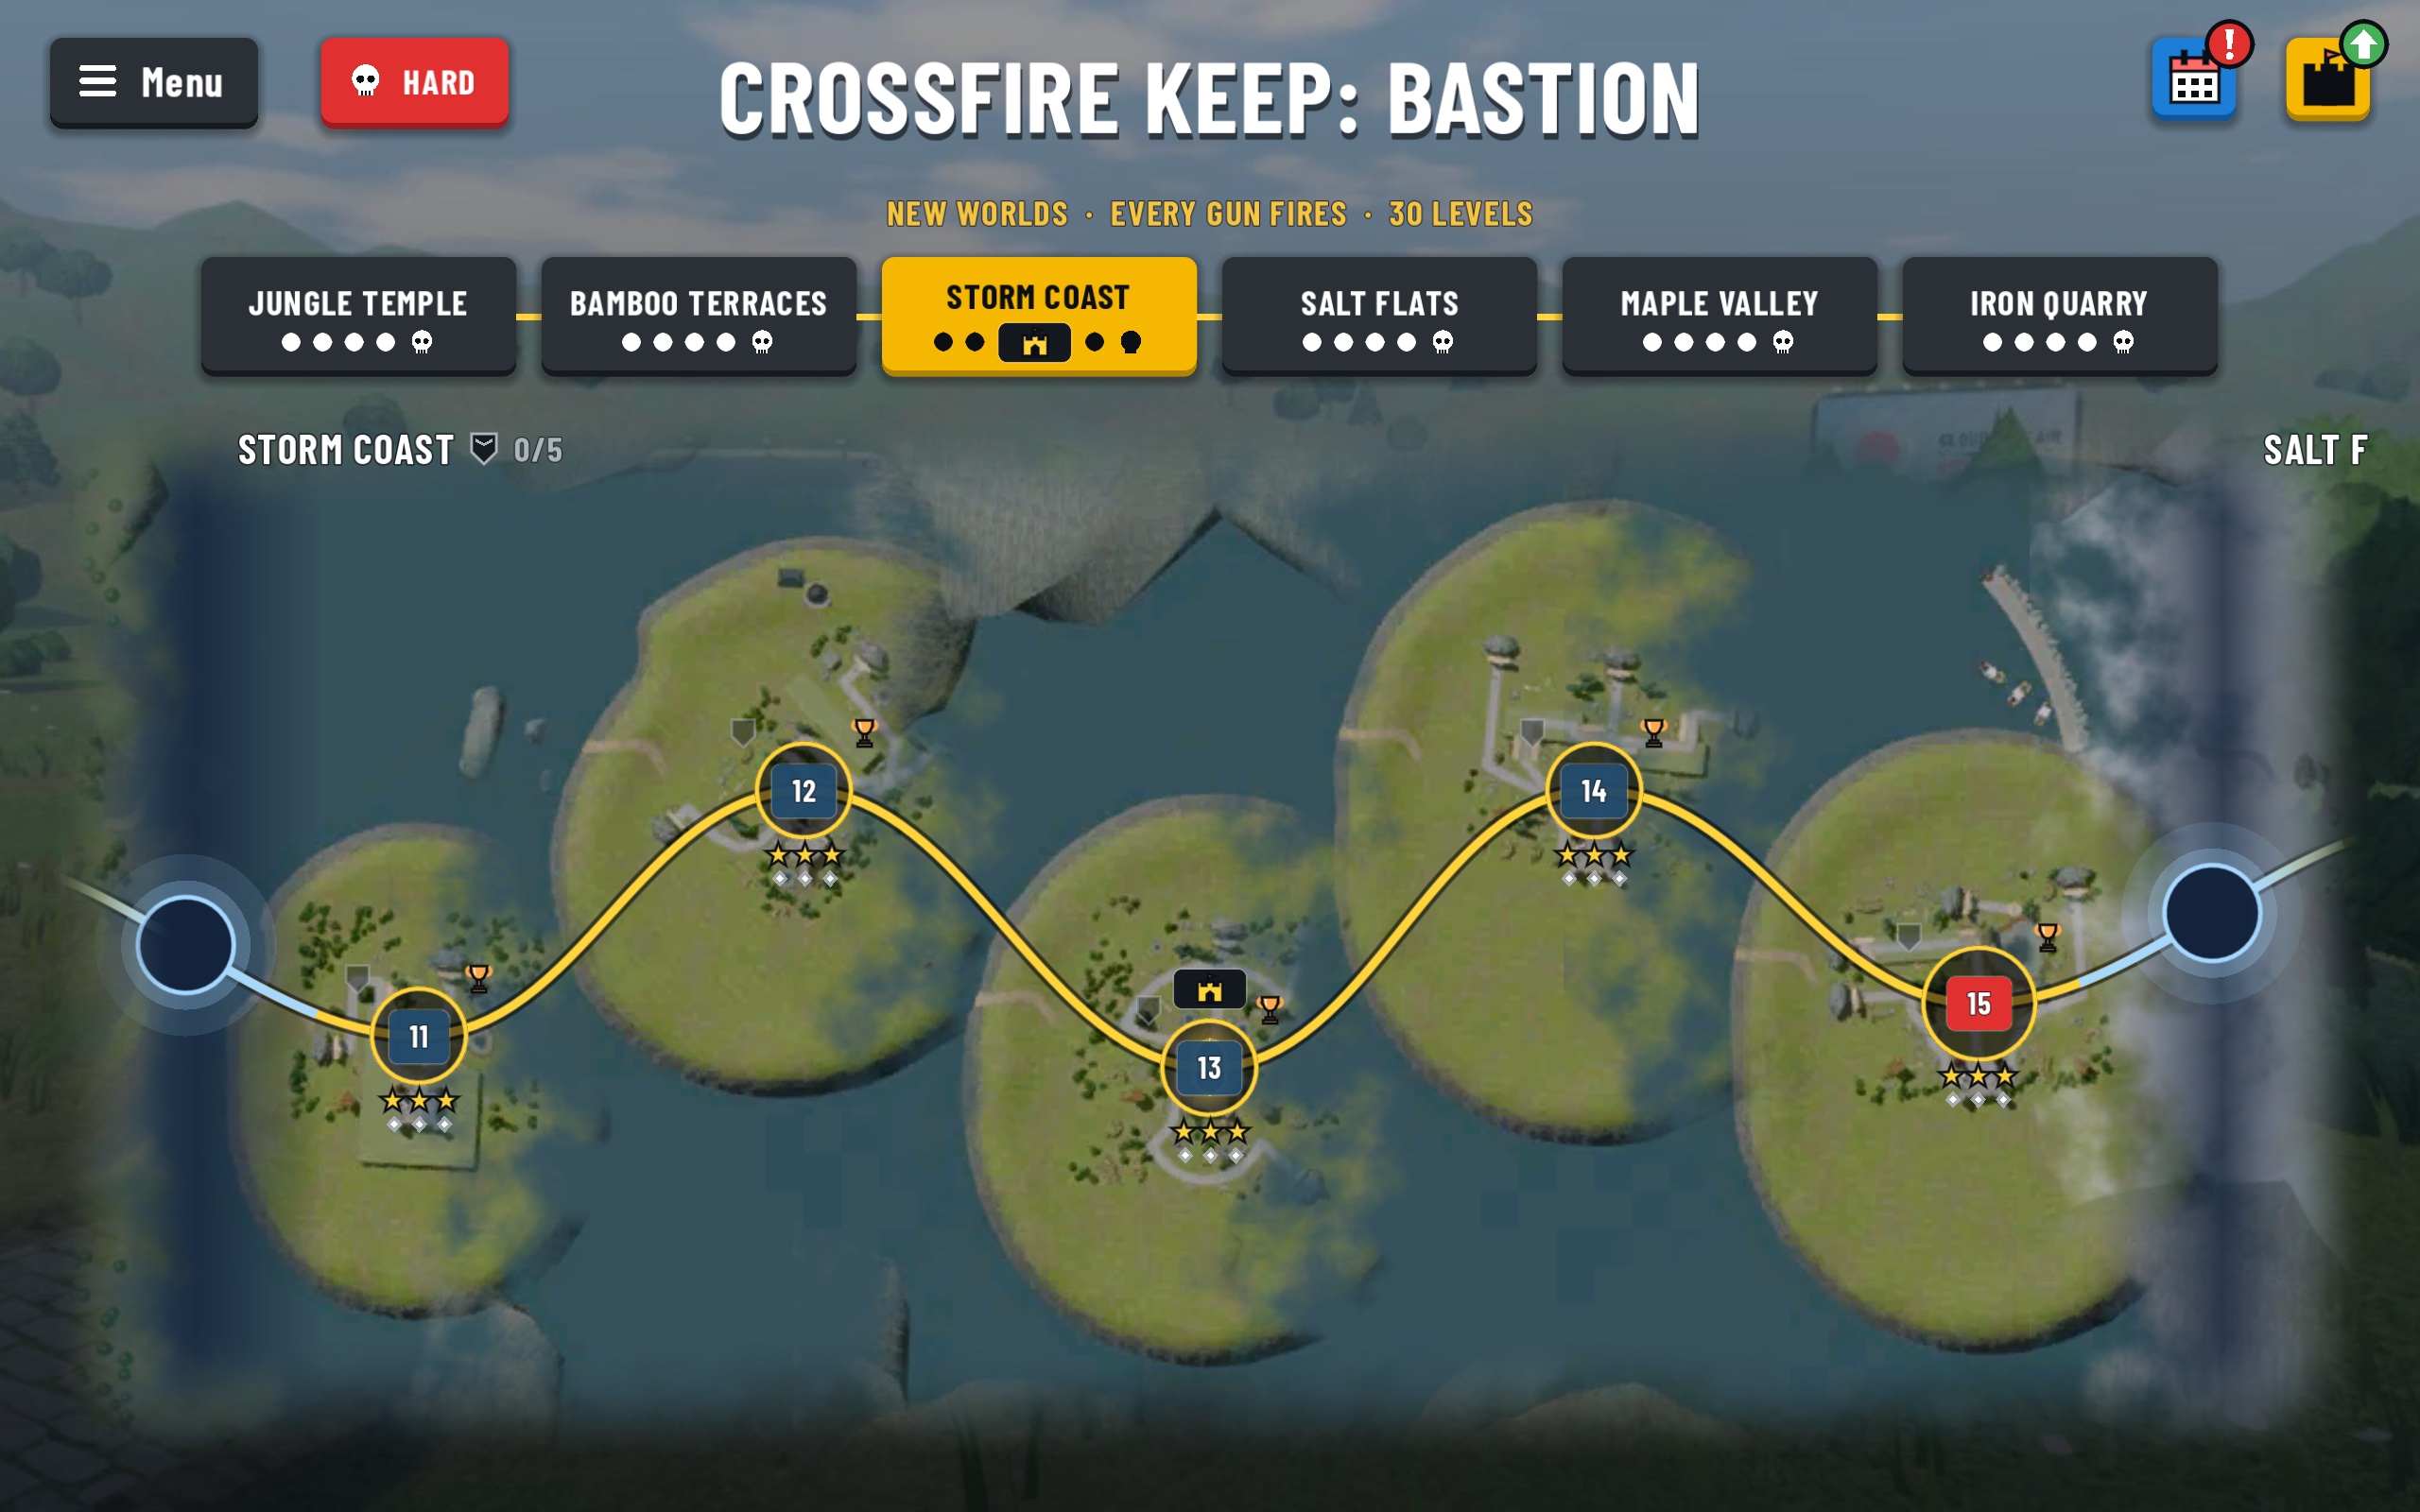 Menu
HARD
CROSSFIRE KEEP: BASTION
!
NEW WORLDS · EVERY GUN FIRES · 30 LEVELS
JUNGLE TEMPLE
BAMBOO TERRACES
STORM COAST
SALT FLATS
MAPLE VALLEY
IRON QUARRY
STORM COAST 0/5
SALT F
12
14
15
11
13